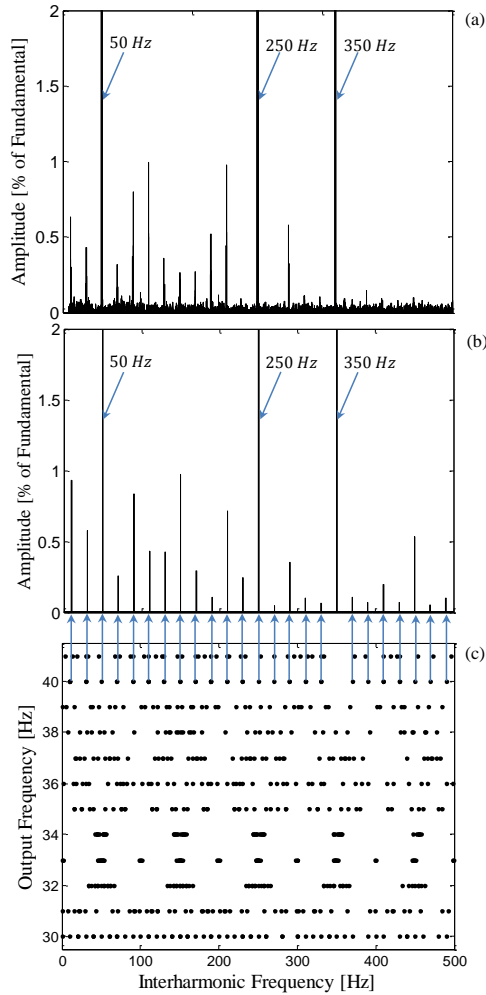 (a)
2
1.5
1
0.5
0
Amplitude [% of Fundamental]
50 Hz
250 Hz
350 Hz
(b)
2
1.5
1
0.5
0
Amplitude [% of Fundamental]
50 Hz
250 Hz
350 Hz
(c)
40
38
36
34
32
30
Output Frequency [Hz]
0 100 200 300 400 500
Interharmonic Frequency [Hz]